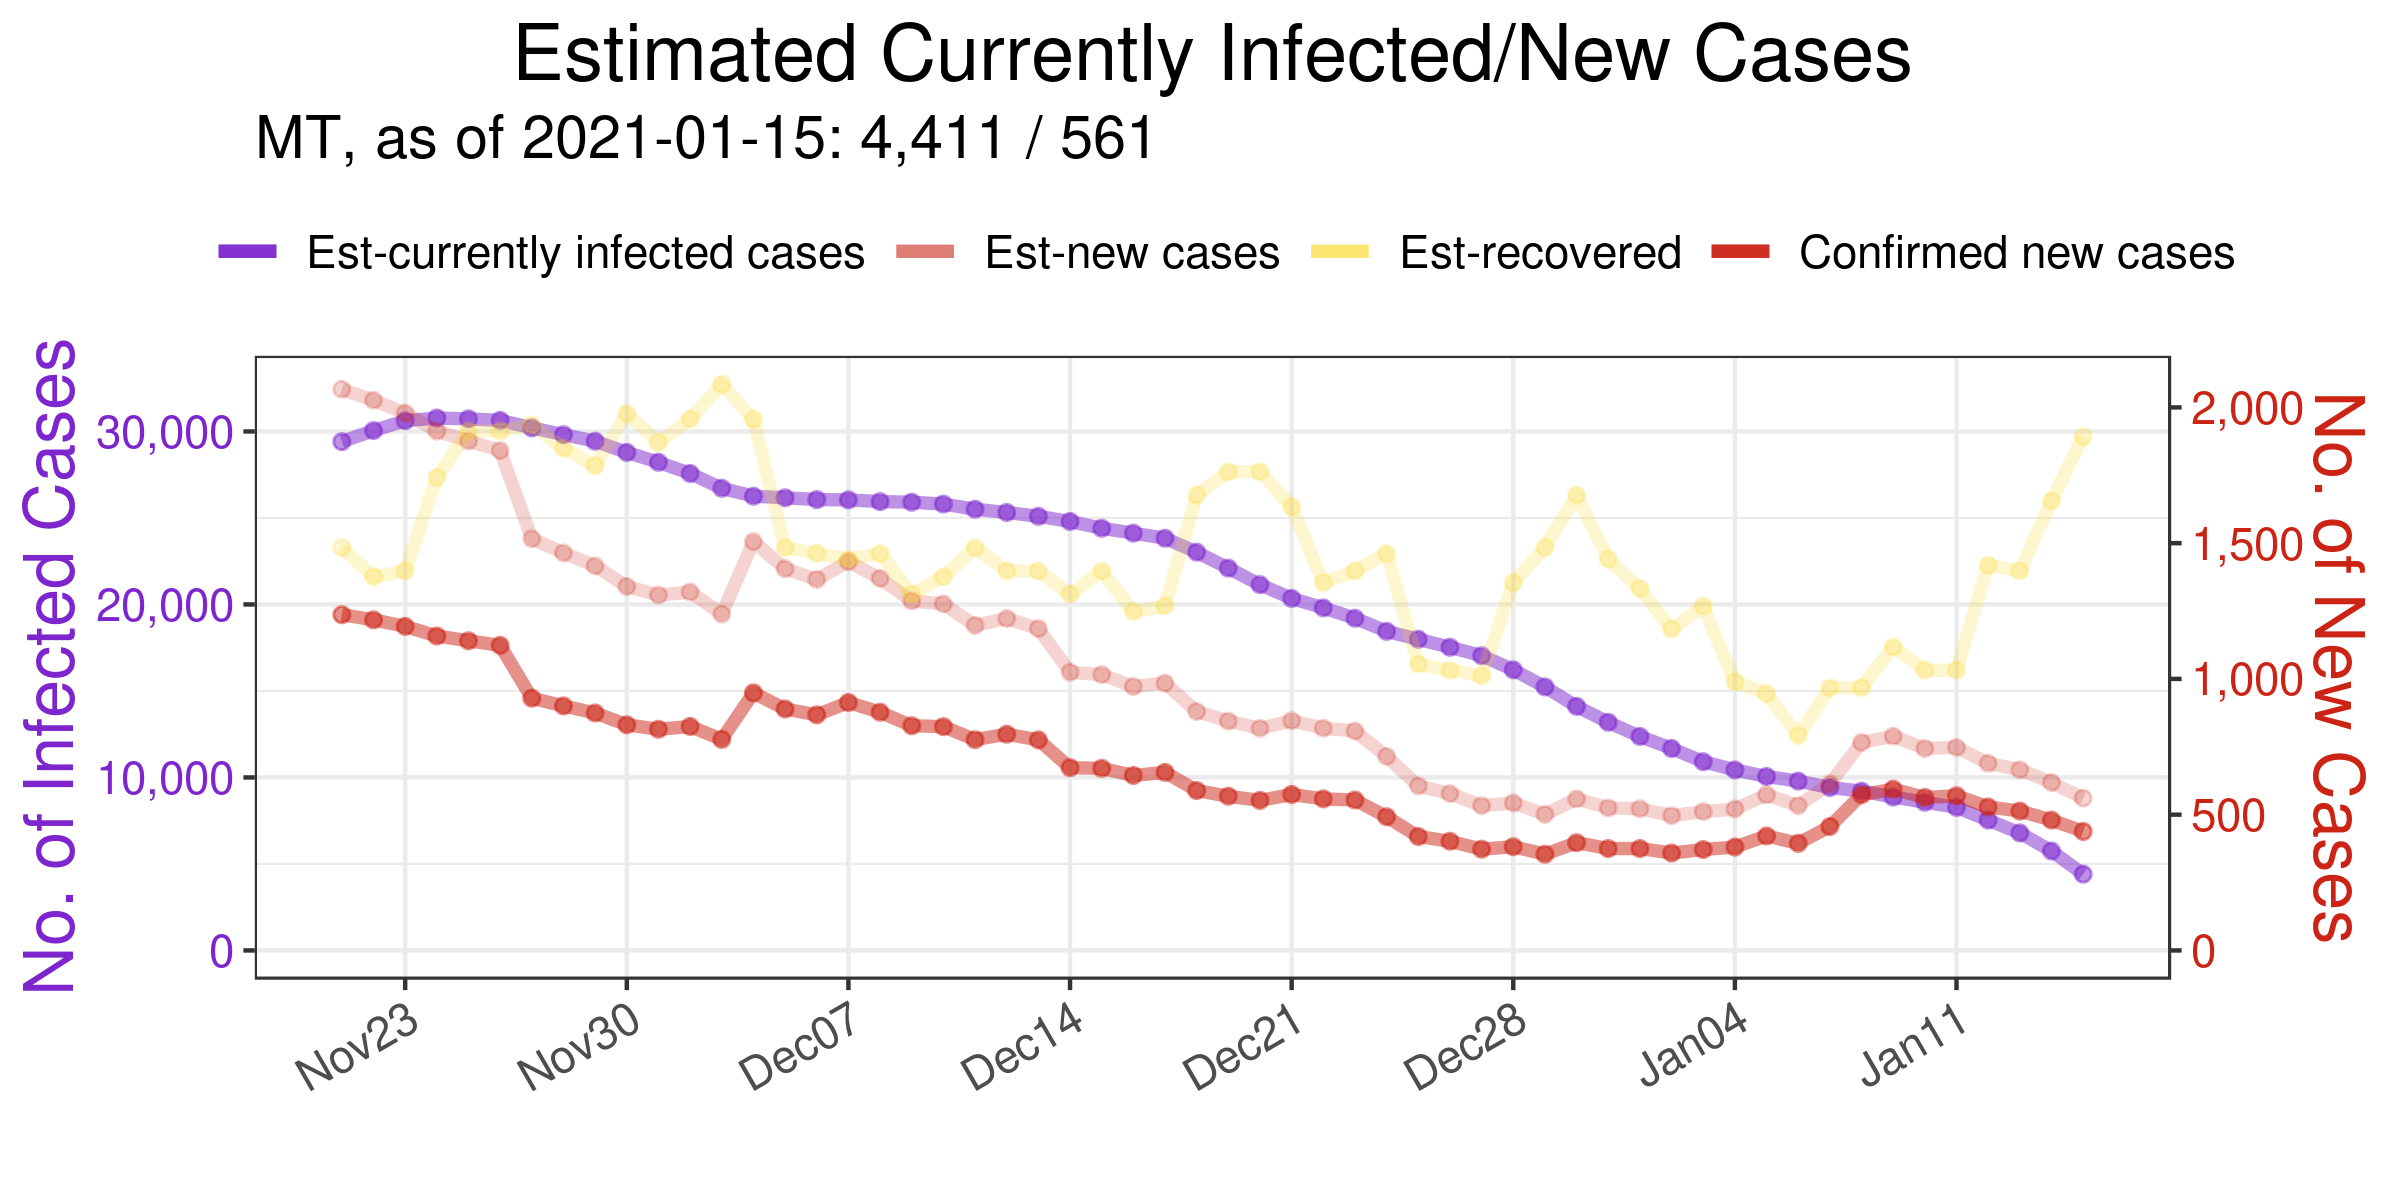 Estimated Currently Infected/New Cases
MT, as of 2021-01-15: 4,411 / 561
Est-currently infected cases Est-new cases Est-recovered Confirmed new cases
No. of Infected Cases
30,000
20,000
10,000
0
2,000
1,500
1,000
500
0
No. of New Cases
Nov23 Nov30 Dec07 Dec14 Dec21 Dec28 Jan04 Jan11